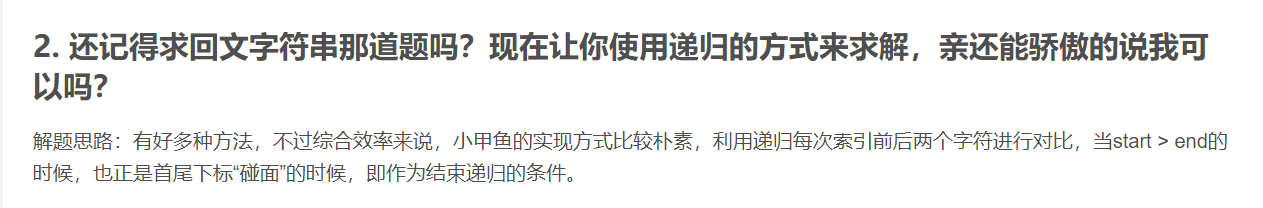 2. 还记得求回文字符串那道题吗？现在让你使用递归的方式来求解，亲还能骄傲的说我可
以吗？
解题思路：有好多种方法，不过综合效率来说，小甲鱼的实现方式比较朴素，利用递归每次索引前后两个字符进行对比，当start > end的
时候，也正是首尾下标“碰面”的时候，即作为结束递归的条件。